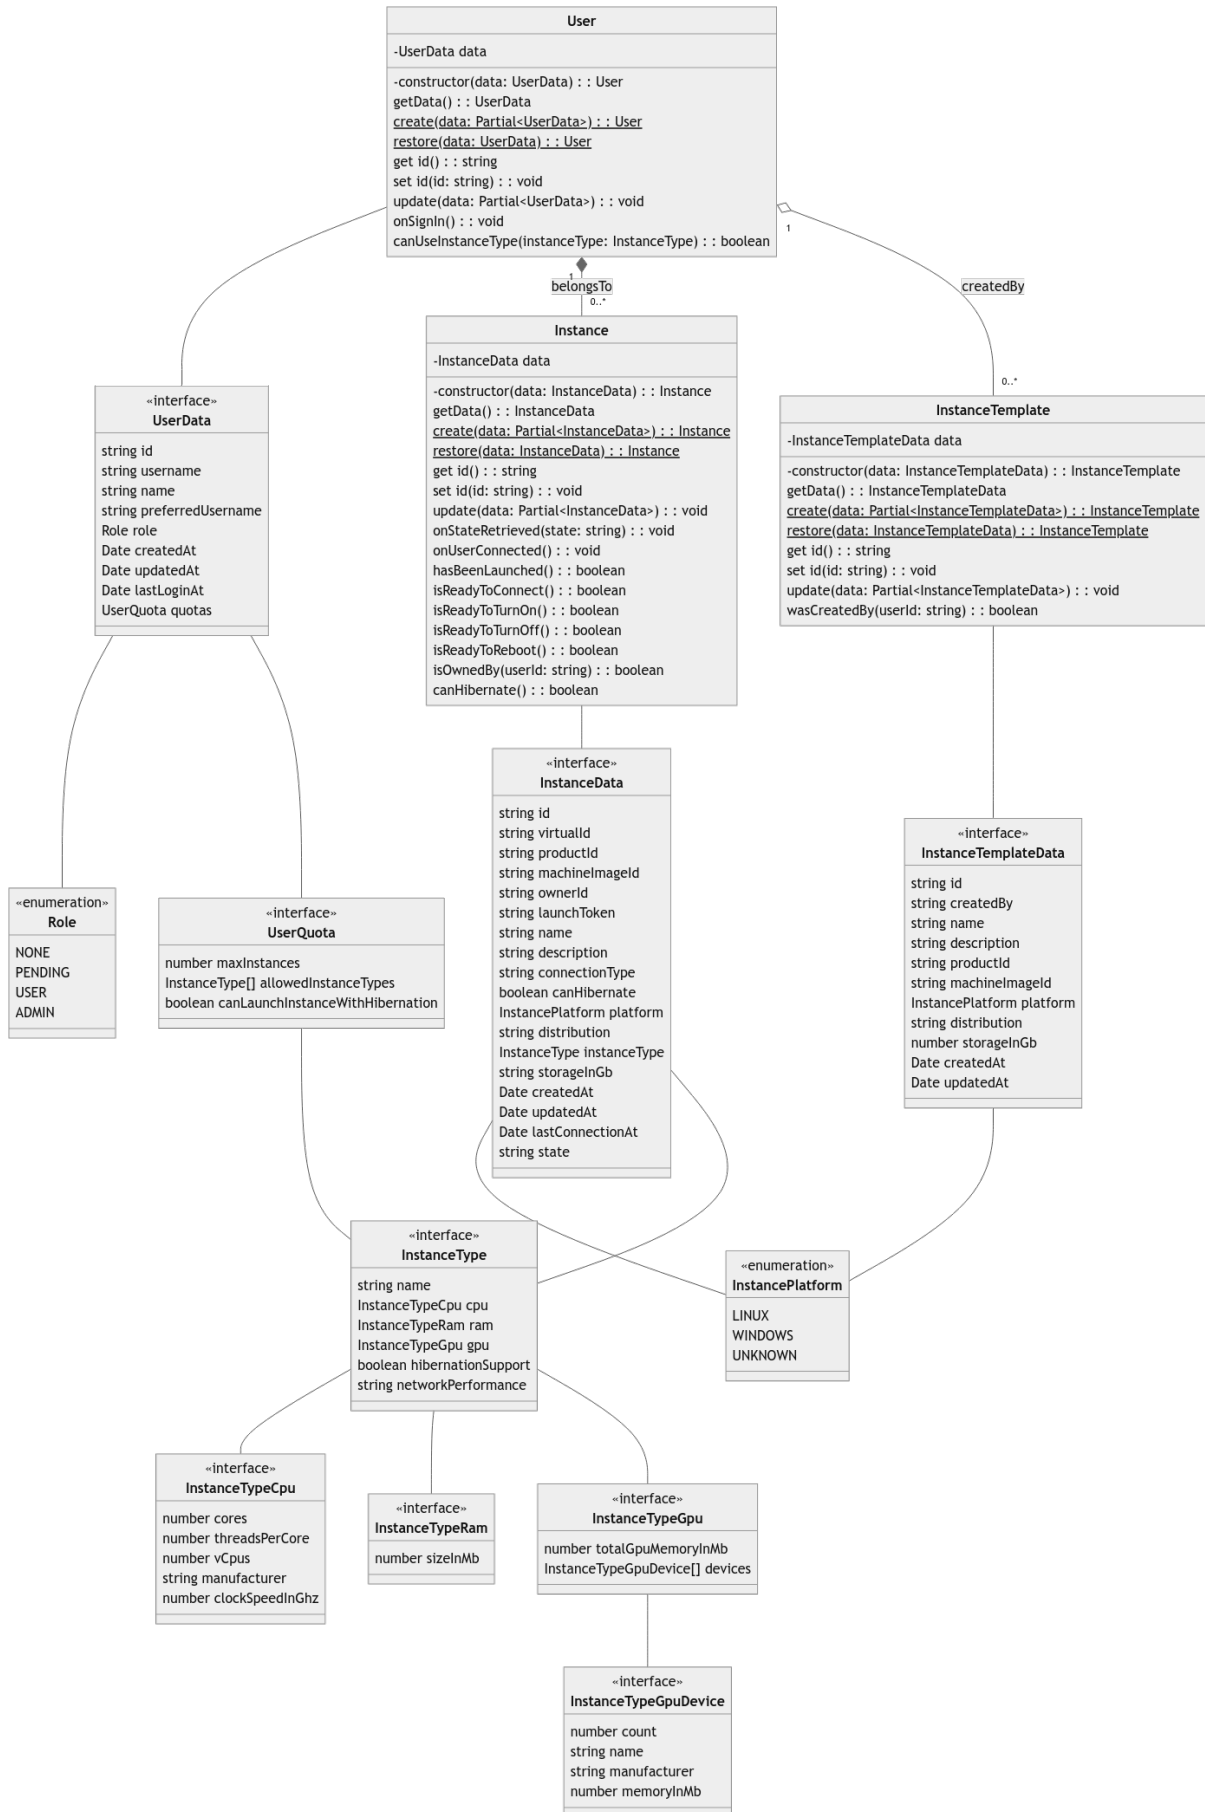 User
-UserData data
-constructor(data: UserData) : : User
getData() : : UserData
create(data: Partial<UserData>) : : User
restore(data: UserData) : : User
get id() : : string
set id(id: string) : : void
update(data: Partial<UserData>) : : void
onSignIn() : : void
canUseInstanceType(instanceType: InstanceType) : : boolean
1
belongsTo
0..*
1
createdBy
0..*
«interface»
UserData
string id
string username
string name
string preferredUsername
Role role
Date createdAt
Date updatedAt
Date lastLoginAt
UserQuota quotas
Instance
-InstanceData data
-constructor(data: InstanceData) : : Instance
getData() : : InstanceData
create(data: Partial<InstanceData>) : : Instance
restore(data: InstanceData) : : Instance
get id() : : string
set id(id: string) : : void
update(data: Partial<InstanceData>) : : void
onStateRetrieved(state: string) : : void
onUserConnected() : : void
hasBeenLaunched() : : boolean
isReadyToConnect() : : boolean
isReadyToTurnOn() : : boolean
isReadyToTurnOff() : : boolean
isReadyToReboot() : : boolean
isOwnedBy(userId: string) : : boolean
canHibernate() : : boolean
InstanceTemplate
-InstanceTemplateData data
-constructor(data: InstanceTemplateData) : : InstanceTemplate
getData() : : InstanceTemplateData
create(data: Partial<InstanceTemplateData>) : : InstanceTemplate
restore(data: InstanceTemplateData) : : InstanceTemplate
get id() : : string
set id(id: string) : : void
update(data: Partial<InstanceTemplateData>) : : void
wasCreatedBy(userId: string) : : boolean
«interface»
InstanceData
string id
string virtualId
string productId
string machineImageId
string ownerId
string launchToken
string name
string description
string connectionType
boolean canHibernate
InstancePlatform platform
string distribution
InstanceType instanceType
string storageInGb
Date createdAt
Date updatedAt
Date lastConnectionAt
string state
«interface»
InstanceTemplateData
string id
string createdBy
string name
string description
string productId
string machineImageId
InstancePlatform platform
string distribution
number storageInGb
Date createdAt
Date updatedAt
«enumeration»
Role
NONE
PENDING
USER
ADMIN
«interface»
UserQuota
number maxInstances
InstanceType[] allowedInstanceTypes
boolean canLaunchInstanceWithHibernation
«interface»
InstanceType
string name
InstanceTypeCpu cpu
InstanceTypeRam ram
InstanceTypeGpu gpu
boolean hibernationSupport
string networkPerformance
«enumeration»
InstancePlatform
LINUX
WINDOWS
UNKNOWN
«interface»
InstanceTypeCpu
number cores
number threadsPerCore
number vCpus
string manufacturer
number clockSpeedInGhz
«interface»
InstanceTypeRam
number sizeInMb
«interface»
InstanceTypeGpu
number totalGpuMemoryInMb
InstanceTypeGpuDevice[] devices
«interface»
InstanceTypeGpuDevice
number count
string name
string manufacturer
number memoryInMb